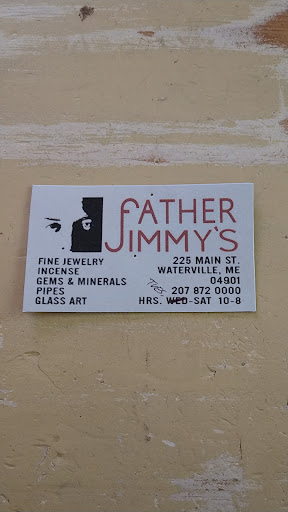 FATHER
JIMMY'S
FINE JEWELRY
INCENSE
GEMS & MINERALS
PIPES
GLASS ART
225 MAIN ST.
WATERVILLE, ME
04901
207 872 0000
Tues
HRS. WED-SAT 10-8